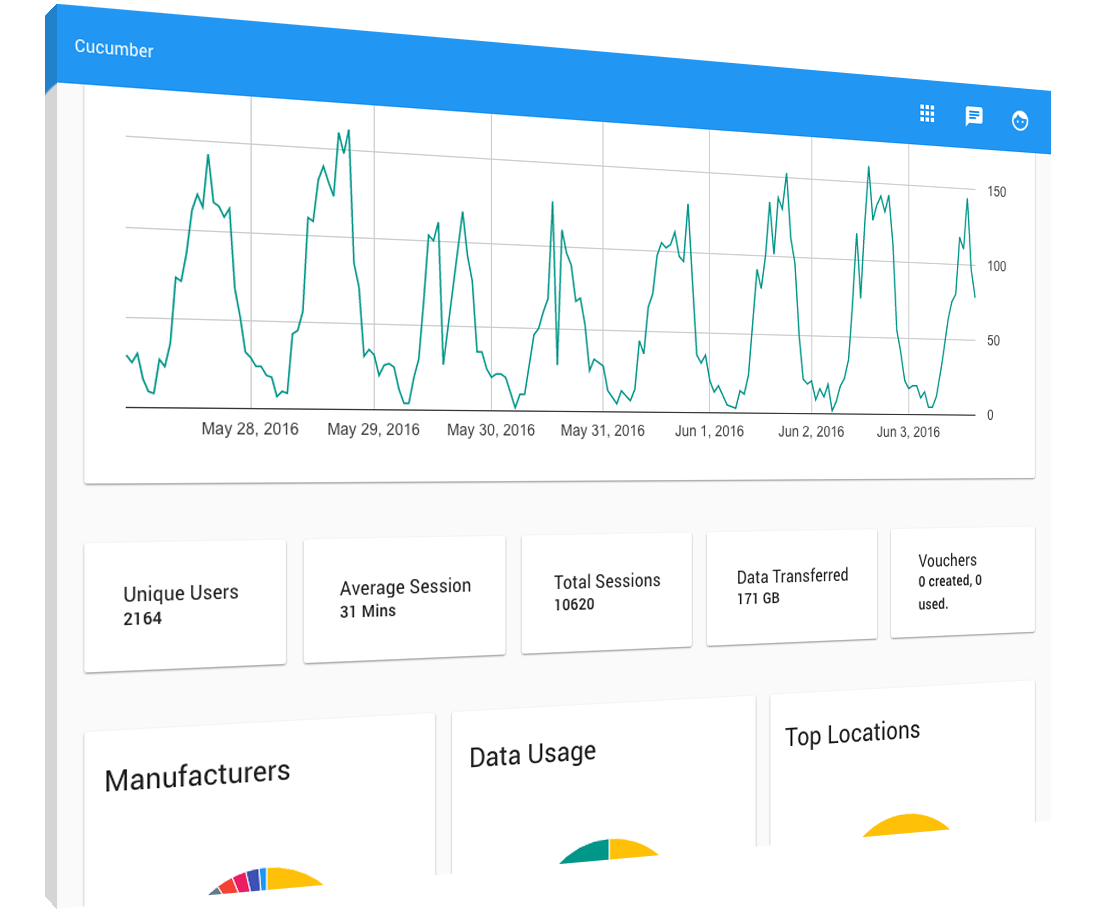 Cucumber
150
100
50
0
May 28, 2016 May 29, 2016 May 30, 2016 May 31, 2016 Jun 1, 2016 Jun 2, 2016 Jun 3, 2016
Unique Users
2164
Average Session
31 Mins
Total Sessions
10620
Data Transferred
171 GB
Vouchers
0 created, 0
used.
Manufacturers
Data Usage
Top Locations